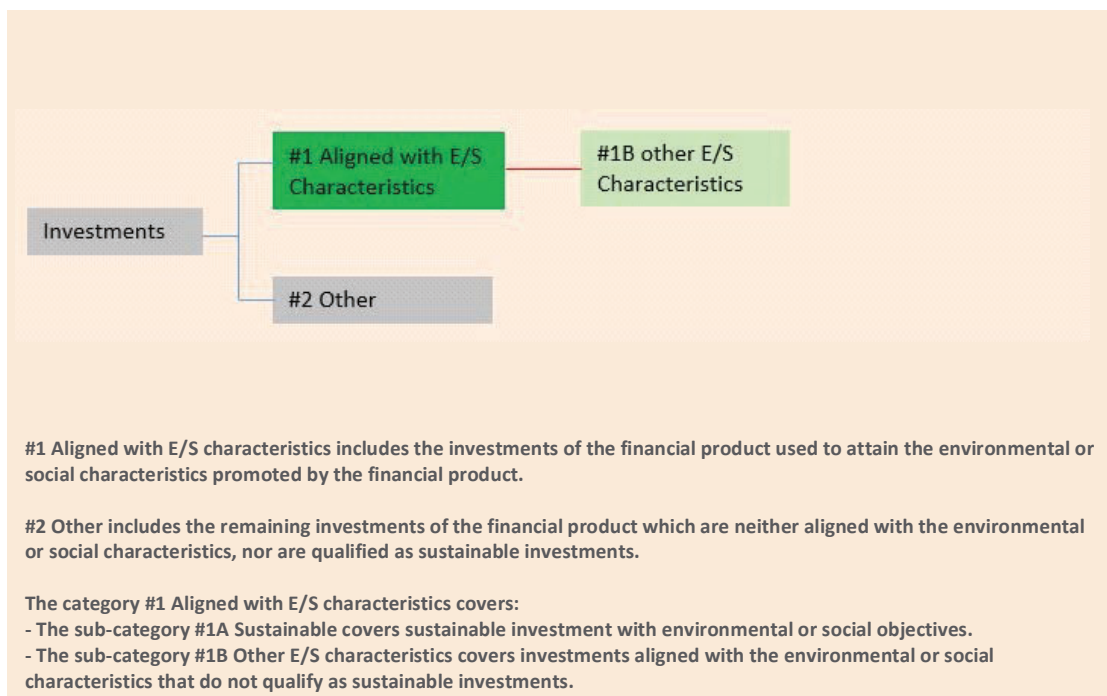 #1 Aligned with E/S
Characteristics
#1B other E/S
Characteristics
Investments
#2 Other
#1 Aligned with E/S characteristics includes the investments of the financial product used to attain the environmental or
social characteristics promoted by the financial product.
#2 Other includes the remaining investments of the financial product which are neither aligned with the environmental
or social characteristics, nor are qualified as sustainable investments.
The category #1 Aligned with E/S characteristics covers:
- The sub-category #1A Sustainable covers sustainable investment with environmental or social objectives.
- The sub-category #1B Other E/S characteristics covers investments aligned with the environmental or social
characteristics that do not qualify as sustainable investments.